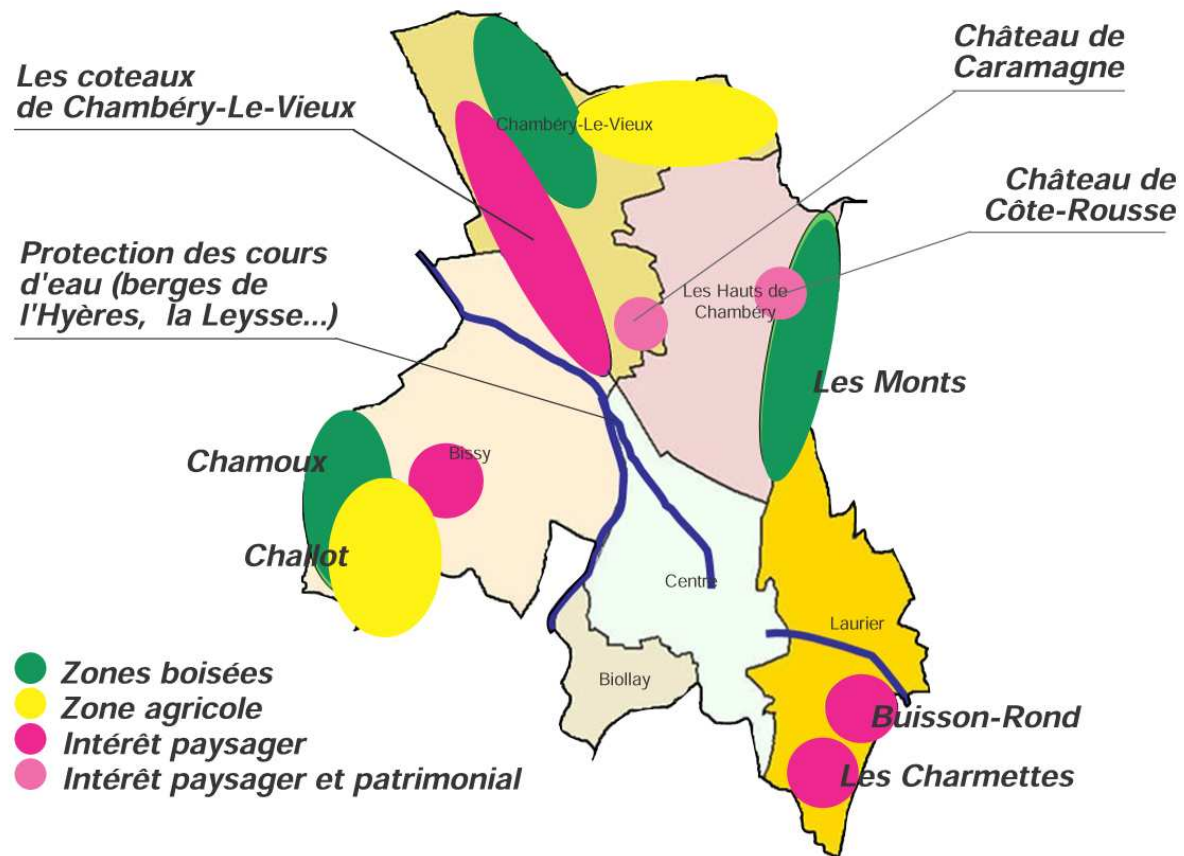 Les coteaux
de Chambéry-Le-Vieux
Château de
Caramagne
Chambéry-Le-Vieux
Château de
Côte-Rousse
Protection des cours
d'eau (berges de
l'Hyères, la Leysse...)
Les Hauts de
Chambéry
Les Monts
Chamoux
Bissy
Challot
Centre
Laurier
Biollay
Buisson-Rond
Les Charmettes
Zones boisées
Zone agricole
Intérêt paysager
Intérêt paysager et patrimonial